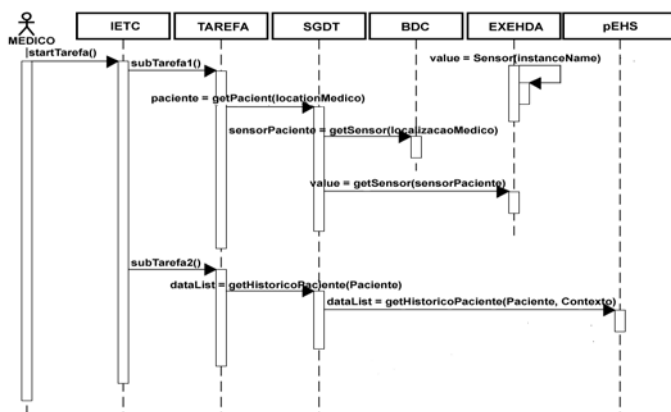 IETC
TAREFA
SGDT
BDC
EXEHDA
pEHS
MEDICO
startTarefa()
value = Sensor(instanceName)
subTarefa1()
paciente = getPacient(locationMedico)
sensorPaciente = getSensor(localizacaoMedico)
value = getSensor(sensorPaciente)
subTarefa2()
dataList = getHistoricoPaciente(Paciente)
dataList = getHistoricoPaciente(Paciente, Contexto)